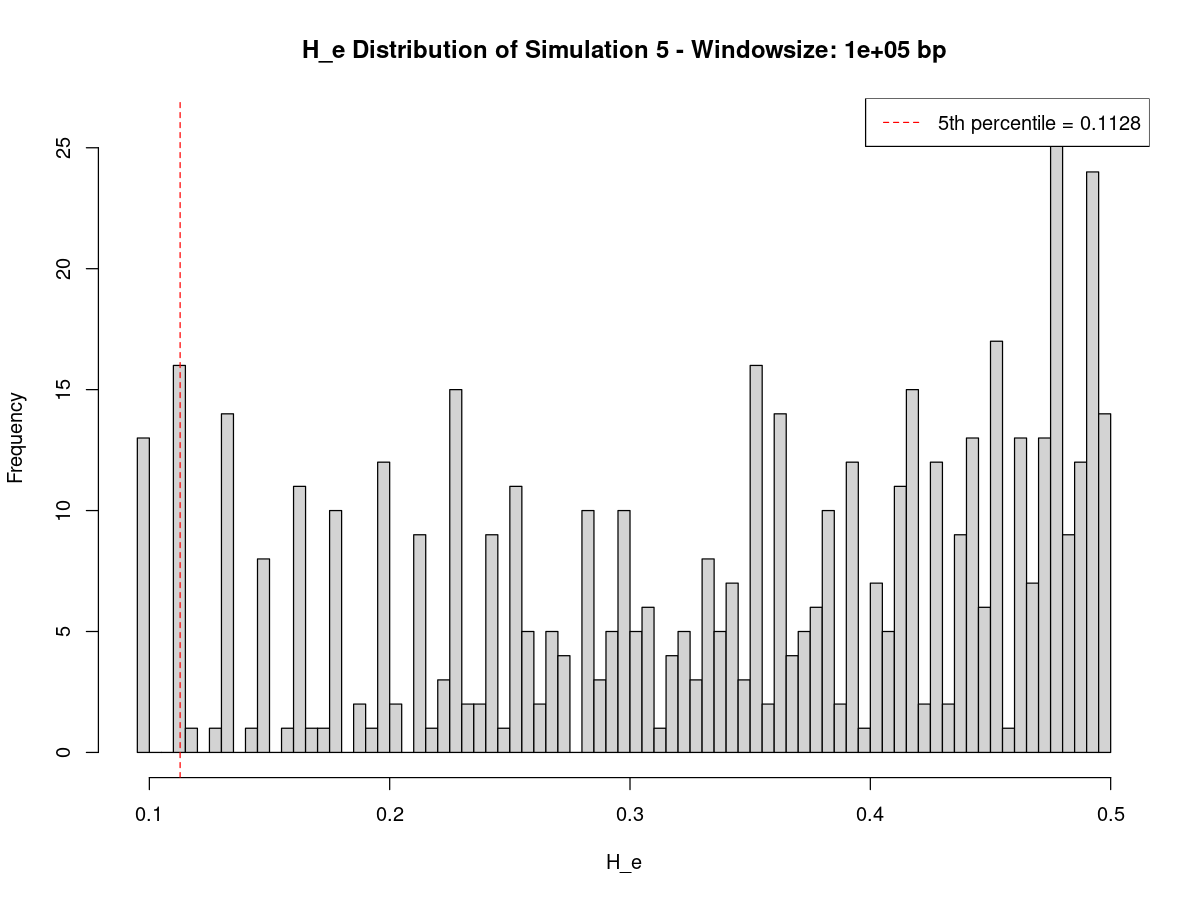 H_e Distribution of Simulation 5 - Windowsize: 1e+05 bp
5th percentile = 0.1128
25
20
15
10
5
0
Frequency
0.1 0.2 0.3 0.4 0.5
H_e